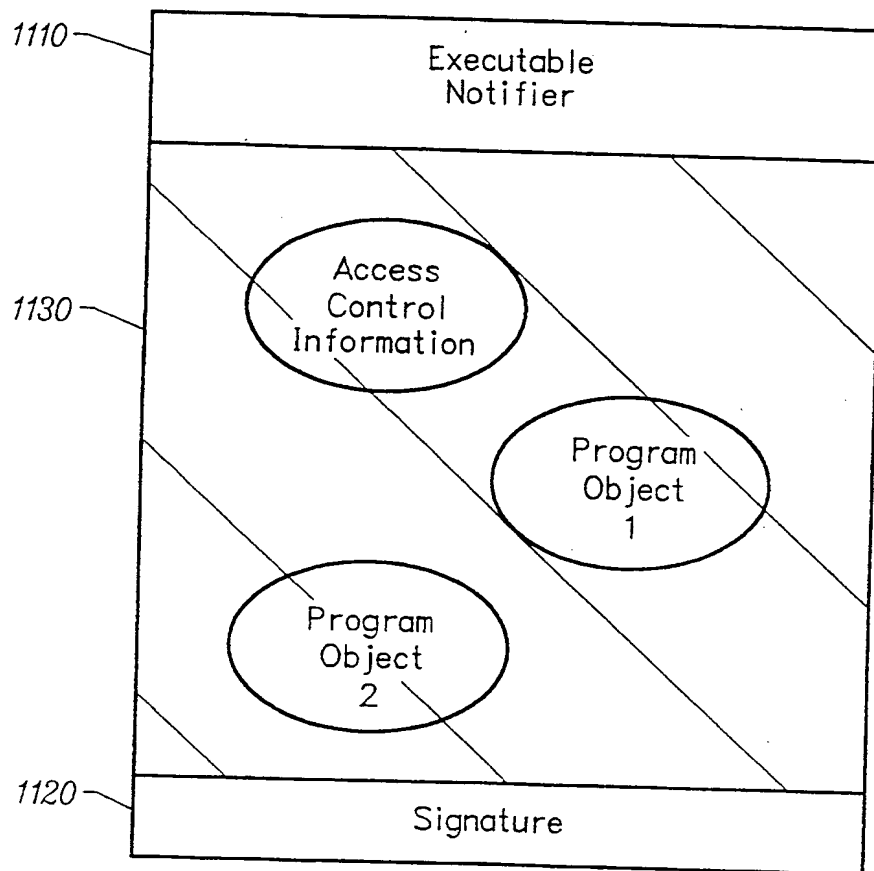 1110
Executable
Notifier
1130
Access
Control
Information
Program
Object
1
Program
Object
2
1120
Signature